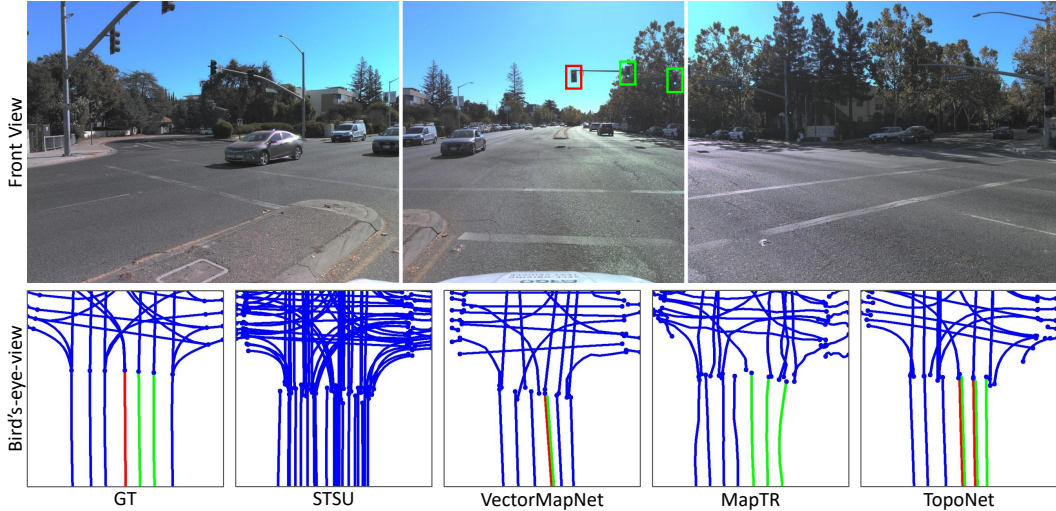 Front View
Bird's-eye-view
GT
STSU
VectorMapNet
MapTR
TopoNet